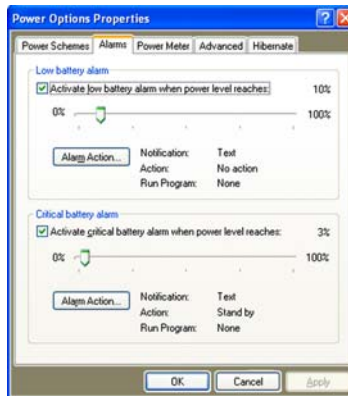 Power Options Properties
Power Schemes Alarms Power Meter Advanced Hibernate
Low battery alarm
Activate low battery alarm when power level reaches: 10%
0% 100%
Alarm Action... Notification: Text
Action: No action
Run Program: None
Critical battery alarm
Activate critical battery alarm when power level reaches: 3%
0% 100%
Alarm Action... Notification: Text
Action: Stand by
Run Program: None
OK Cancel Apply